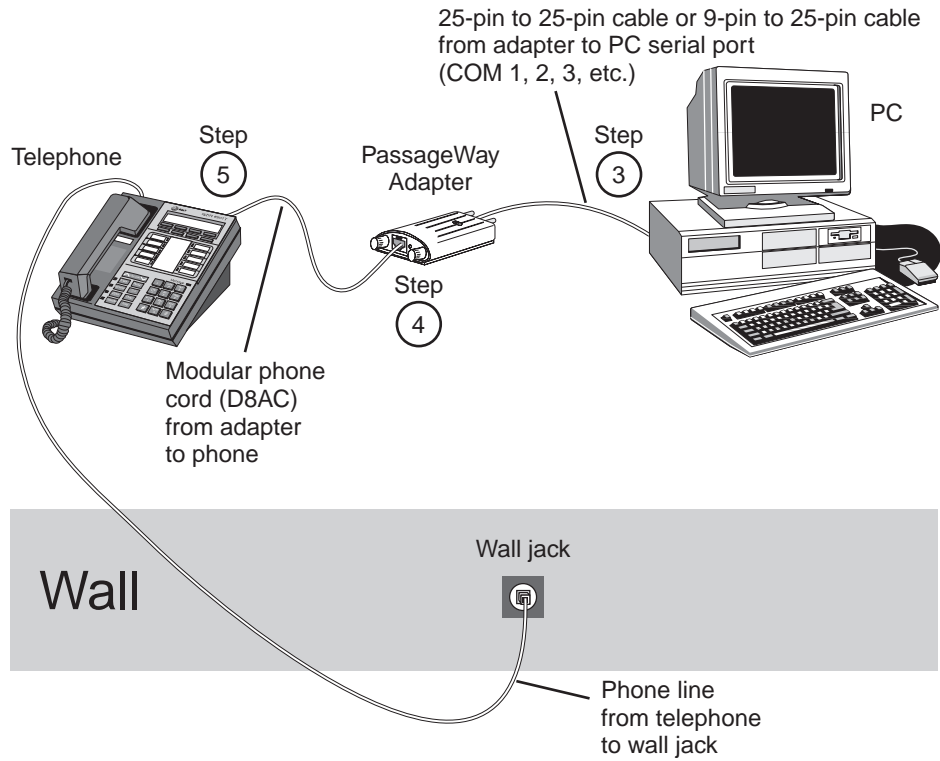 25-pin to 25-pin cable or 9-pin to 25-pin cable
from adapter to PC serial port
(COM 1, 2, 3, etc.)
PC
Step
3
Step
5
Telephone
PassageWay
Adapter
Step
4
Modular phone
cord (D8AC)
from adapter
to phone
Wall jack
Wall
Phone line
from telephone
to wall jack